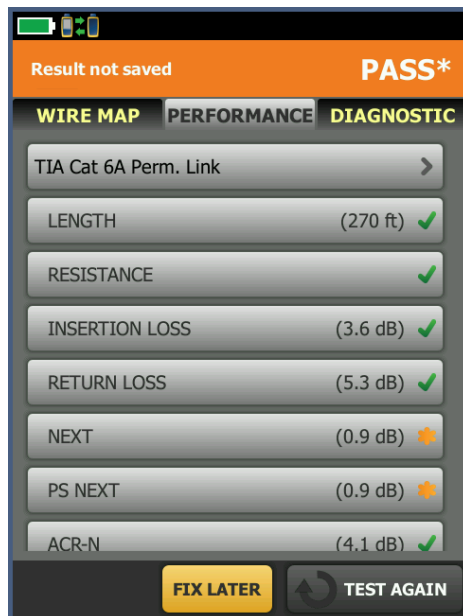 Result not saved PASS*
WIRE MAP PERFORMANCE DIAGNOSTIC
TIA Cat 6A Perm. Link
LENGTH (270 ft)
RESISTANCE
INSERTION LOSS (3.6 dB)
RETURN LOSS (5.3 dB)
NEXT (0.9 dB)
PS NEXT (0.9 dB)
ACR-N (4.1 dB)
FIX LATER TEST AGAIN